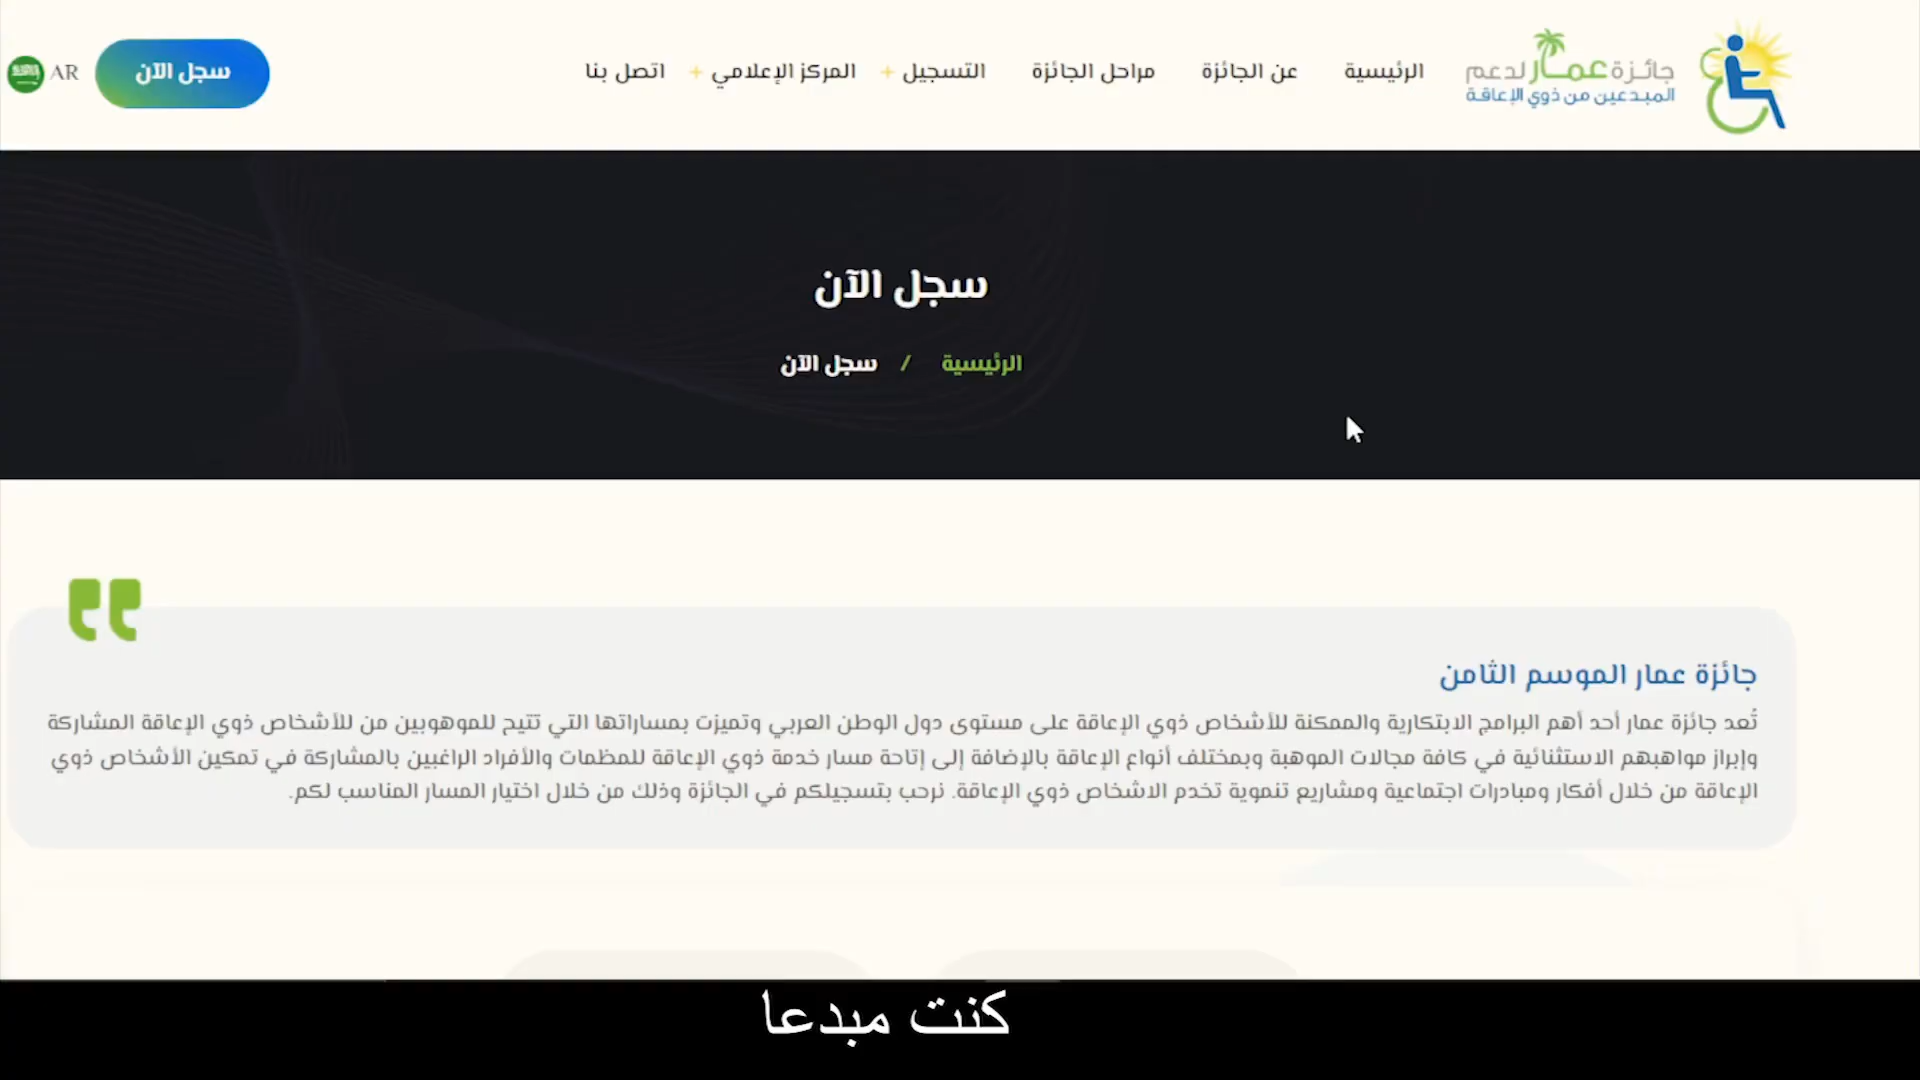 جائزة عمار لدعم
المبدعين من ذوي الإعاقة
الرئيسية
عن الجائزة
مراحل الجائزة
التسجيل +
المركز الإعلامي +
اتصل بنا
سجل الآن
AR
سجل الآن
الرئيسية / سجل الآن
جائزة عمار الموسم الثامن
تُعد جائزة عمار أحد أهم البرامج الابتكارية والممكنة للأشخاص ذوي الإعاقة على مستوى دول الوطن العربي وتميزت بمساراتها التي تتيح للموهوبين من للأشخاص ذوي الإعاقة المشاركة
وإبراز مواهبهم الاستثنائية في كافة مجالات الموهبة وبمختلف أنواع الإعاقة بالإضافة إلى إتاحة مسار خدمة ذوي الإعاقة للمظمات والأفراد الراغبين بالمشاركة في تمكين الأشخاص ذوي
الإعاقة من خلال أفكار ومبادرات اجتماعية ومشاريع تنموية تخدم الاشخاص ذوي الإعاقة. نرحب بتسجيلكم في الجائزة وذلك من خلال اختيار المسار المناسب لكم.
كنت مبدعا